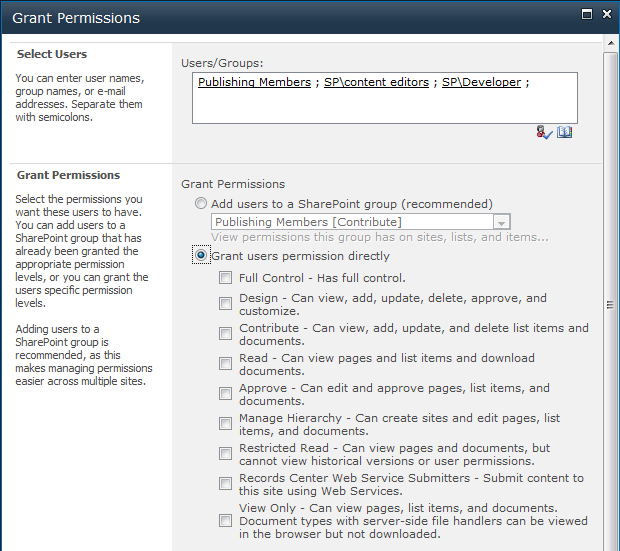 Grant Permissions
Select Users
You can enter user names,
group names, or e-mail
addresses. Separate them
with semicolons.
Users/Groups:
Publishing Members ; SP\content editors ; SP\Developer ;
Grant Permissions
Select the permissions you
want these users to have.
You can add users to a
SharePoint group that has
already been granted the
appropriate permission
levels, or you can grant the
users specific permission
levels.
Adding users to a
SharePoint group is
recommended, as this
makes managing permissions
easier across multiple sites.
Grant Permissions
Add users to a SharePoint group (recommended)
Publishing Members [Contribute]
View permissions this group has on sites, lists, and items...
Grant users permission directly
Full Control - Has full control.
Design - Can view, add, update, delete, approve, and
customize.
Contribute - Can view, add, update, and delete list items and
documents.
Read - Can view pages and list items and download
documents.
Approve - Can edit and approve pages, list items, and
documents.
Manage Hierarchy - Can create sites and edit pages, list
items, and documents.
Restricted Read - Can view pages and documents, but
cannot view historical versions or user permissions.
Records Center Web Service Submitters - Submit content to
this site using Web Services.
View Only - Can view pages, list items, and documents.
Document types with server-side file handlers can be viewed
in the browser but not downloaded.